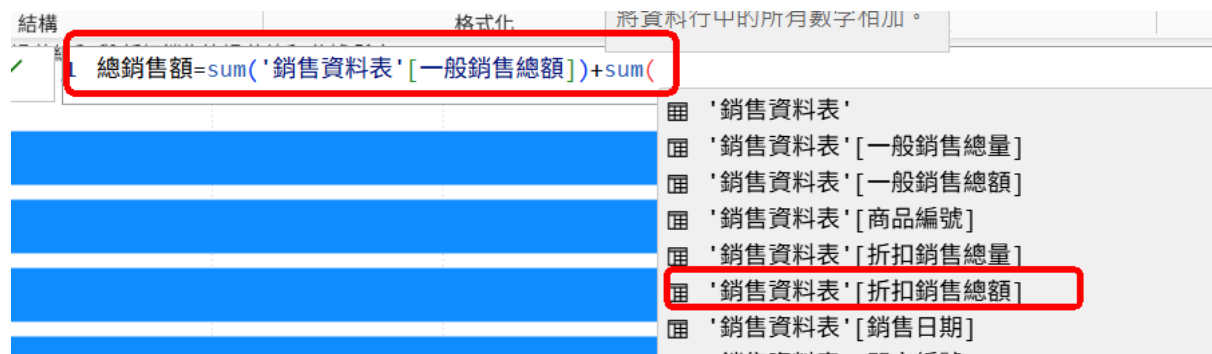 結構
格式化
將資料行中的所有數字相加。
1 總銷售額=sum('銷售資料表'[一般銷售總額])+sum(
'銷售資料表'
'銷售資料表'[一般銷售總量]
'銷售資料表'[一般銷售總額]
'銷售資料表'[商品編號]
'銷售資料表'[折扣銷售總量]
'銷售資料表'[折扣銷售總額]
'銷售資料表'[銷售日期]